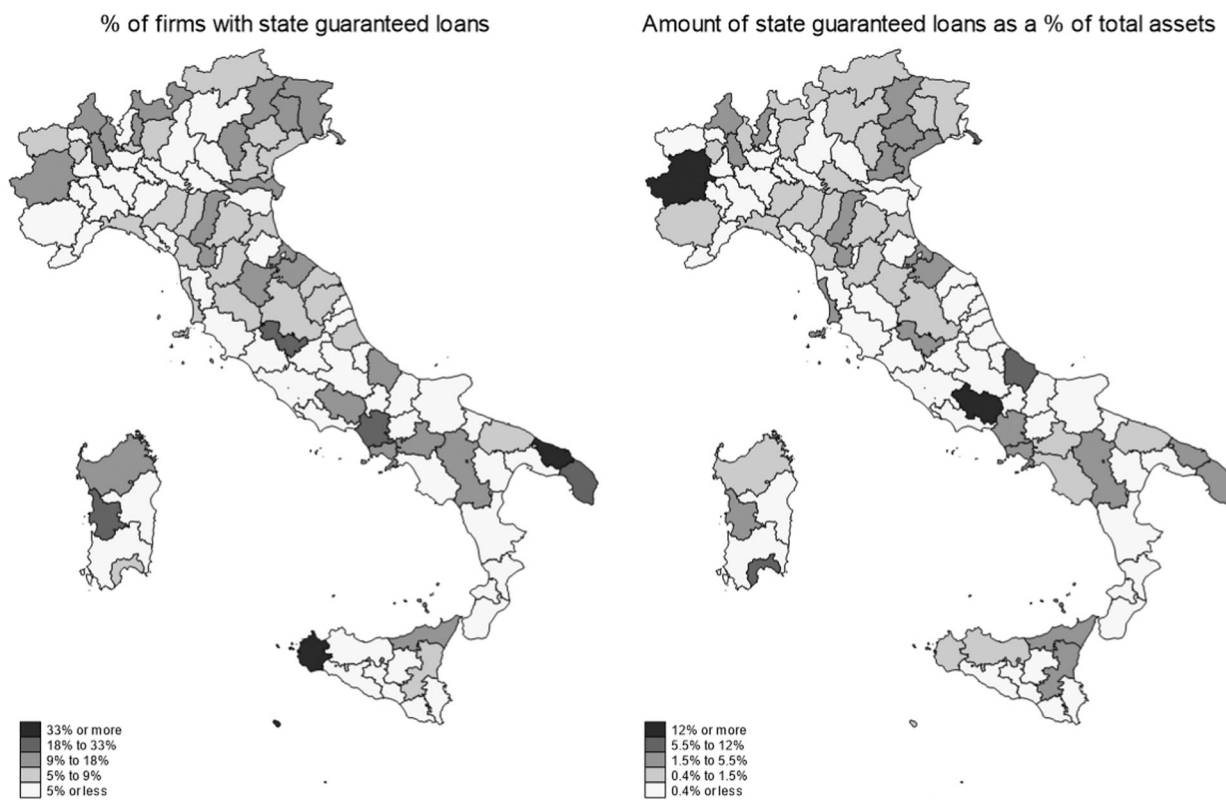 % of firms with state guaranteed loans
Amount of state guaranteed loans as a % of total assets
33% or more
18% to 33%
9% to 18%
5% to 9%
5% or less
12% or more
5.5% to 12%
1.5% to 5.5%
0.4% to 1.5%
0.4% or less